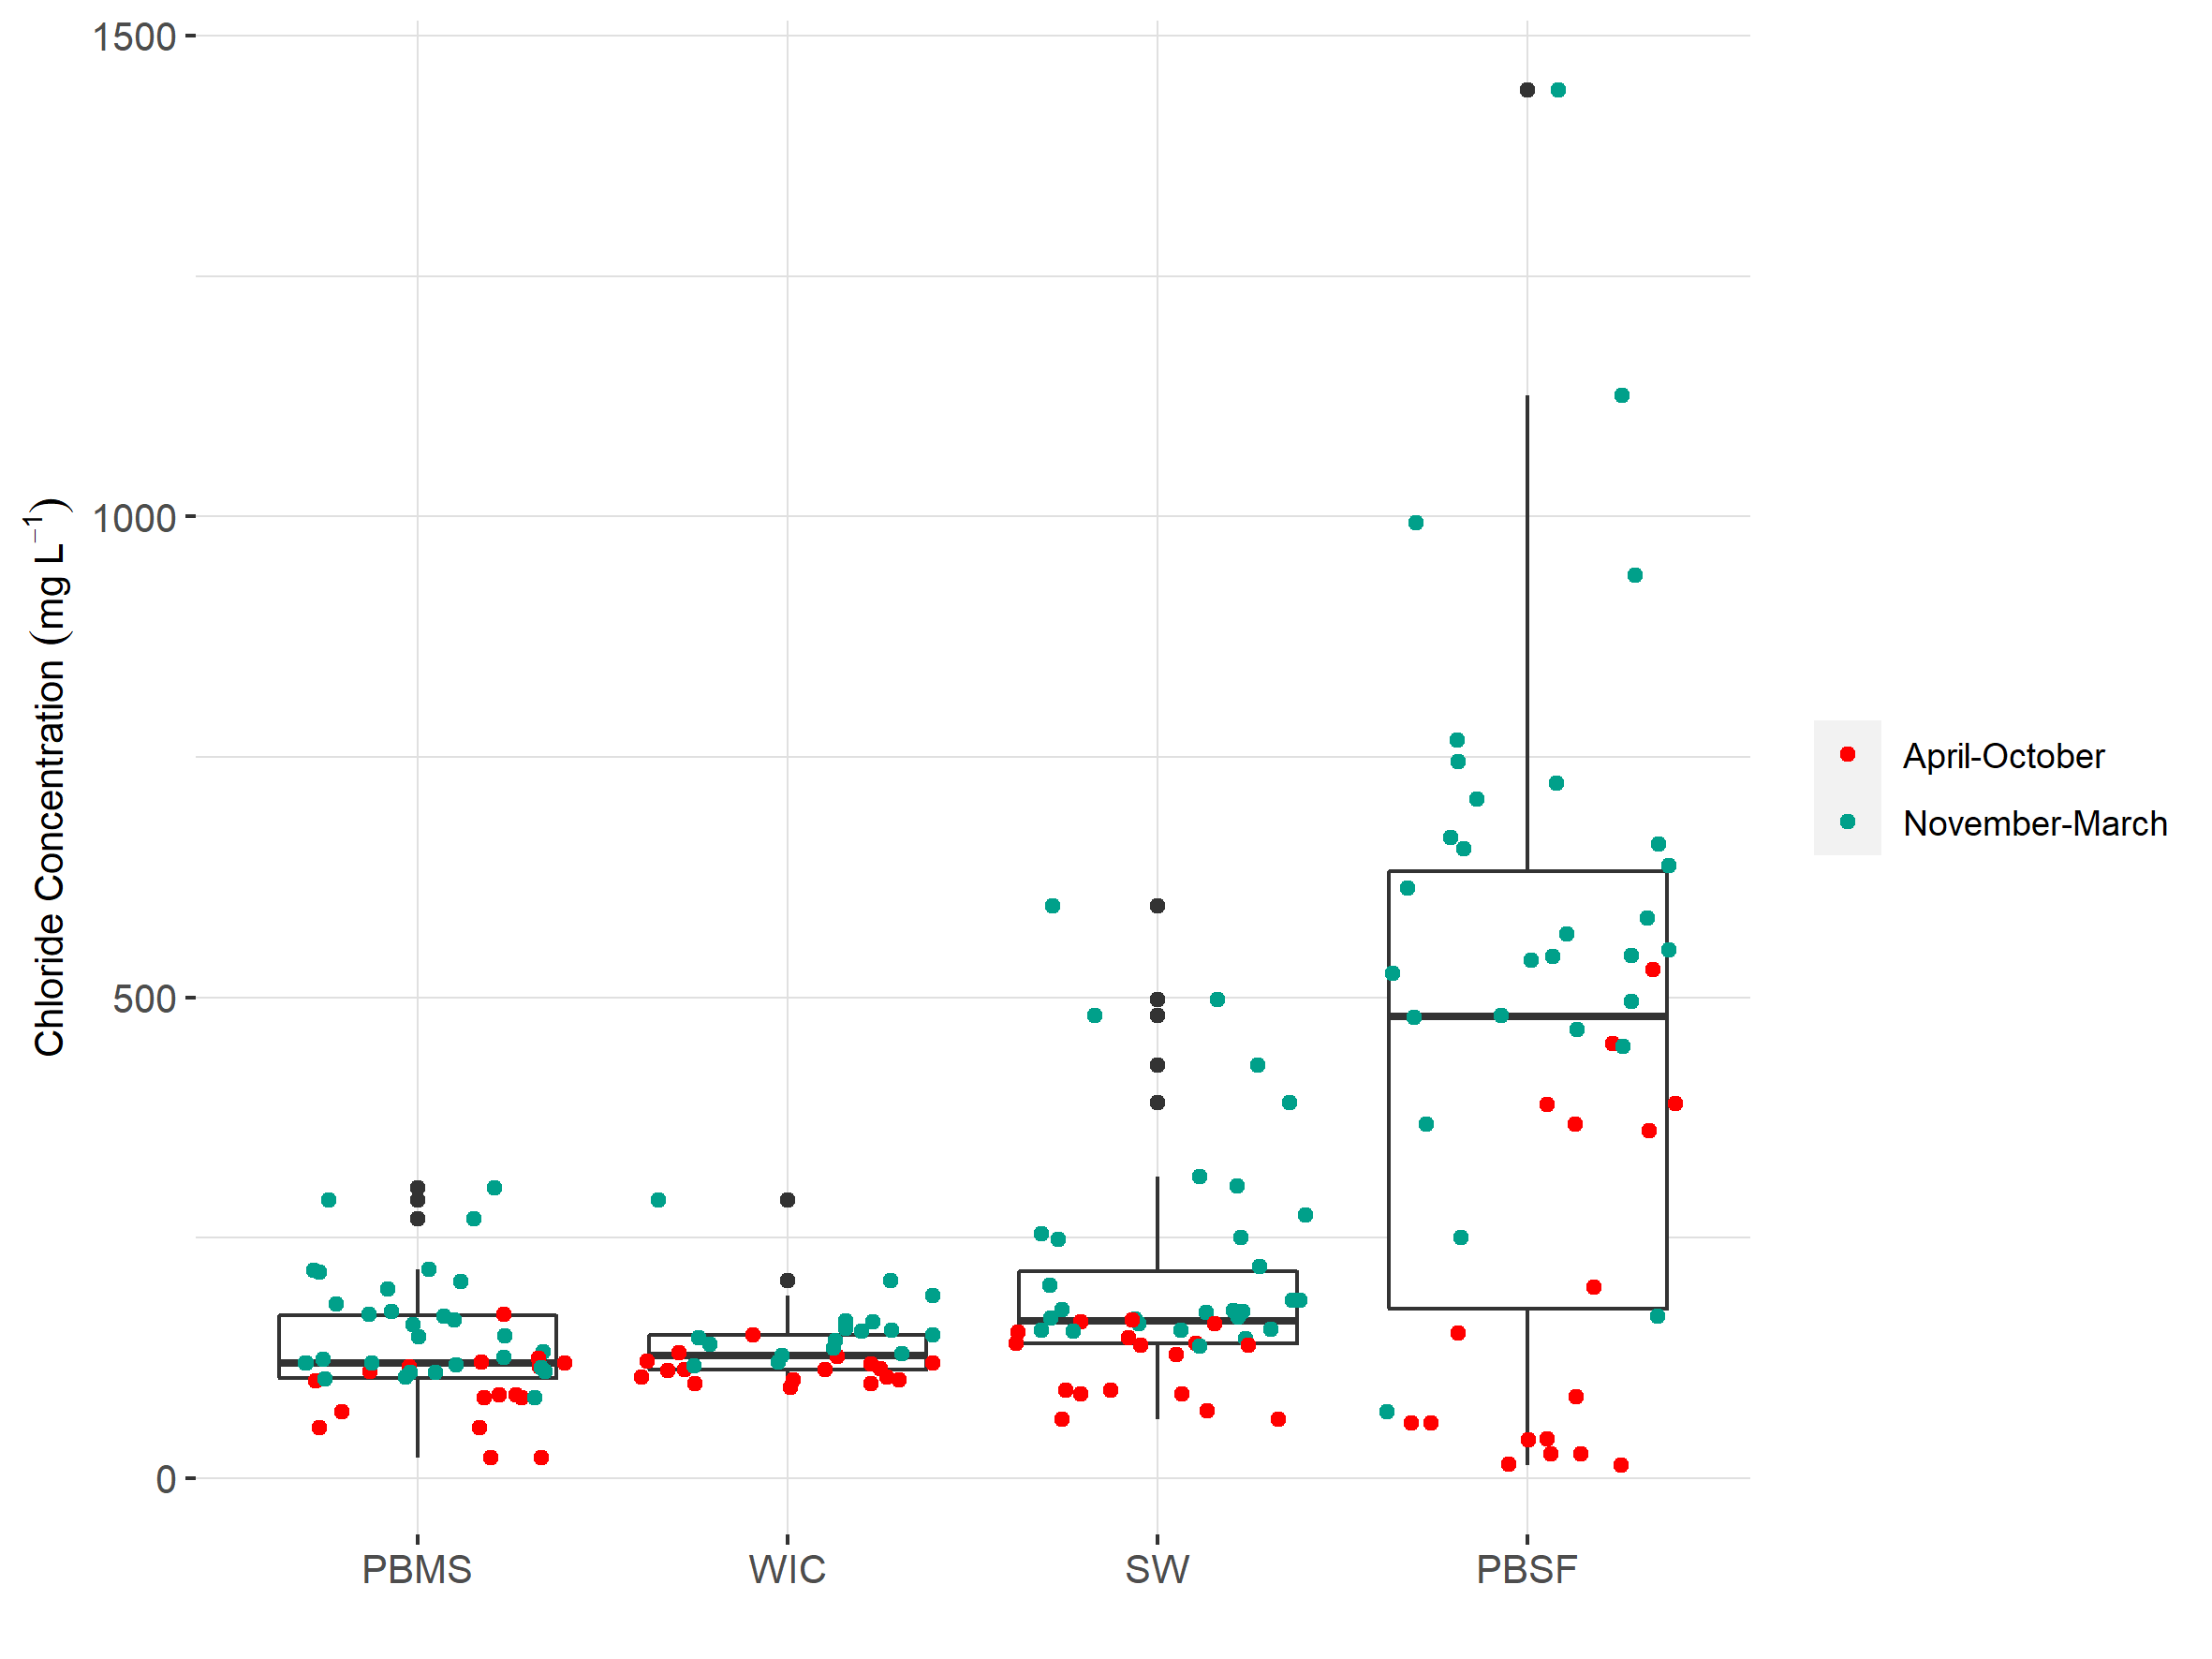 Chloride Concentration (mg L⁻¹)
1500
1000
500
0
PBMS WIC SW PBSF
April-October
November-March